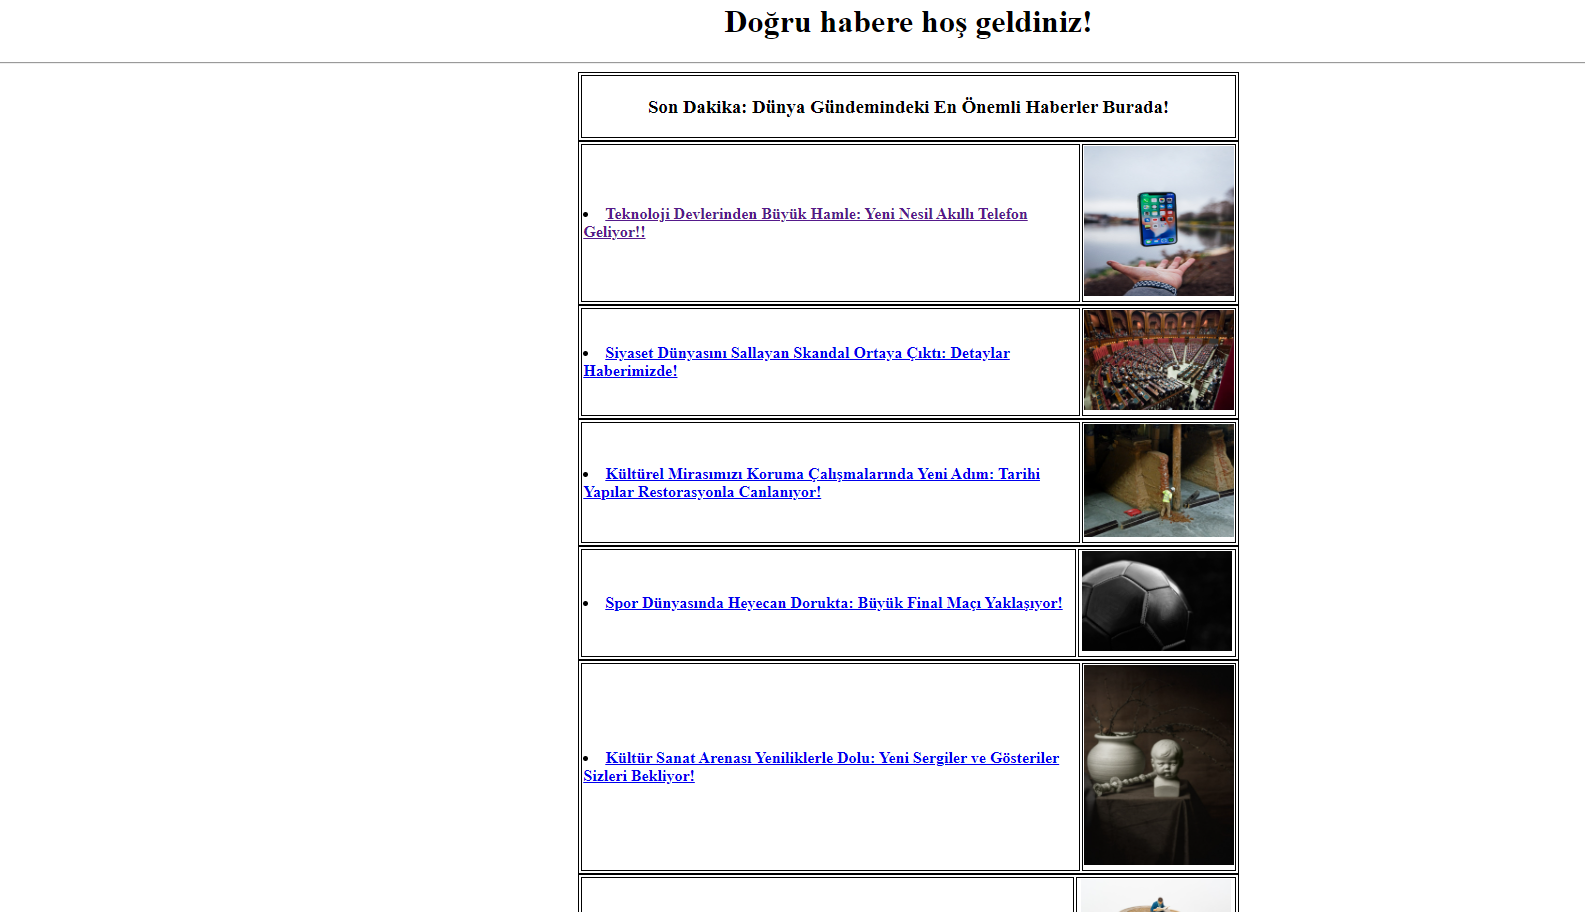 Doğru habere hoş geldiniz!
Son Dakika: Dünya Gündemindeki En Önemli Haberler Burada!
Teknoloji Devlerinden Büyük Hamle: Yeni Nesil Akıllı Telefon
Geliyor!!
Siyaset Dünyasını Sallayan Skandal Ortaya Çıktı: Detaylar
Haberimizde!
Kültürel Mirasımızı Koruma Çalışmalarında Yeni Adım: Tarihi
Yapılar Restorasyonla Canlanıyor!
Spor Dünyasında Heyecan Dorukta: Büyük Final Maçı Yaklaşıyor!
Kültür Sanat Arenası Yeniliklerle Dolu: Yeni Sergiler ve Gösteriler
Sizleri Bekliyor!